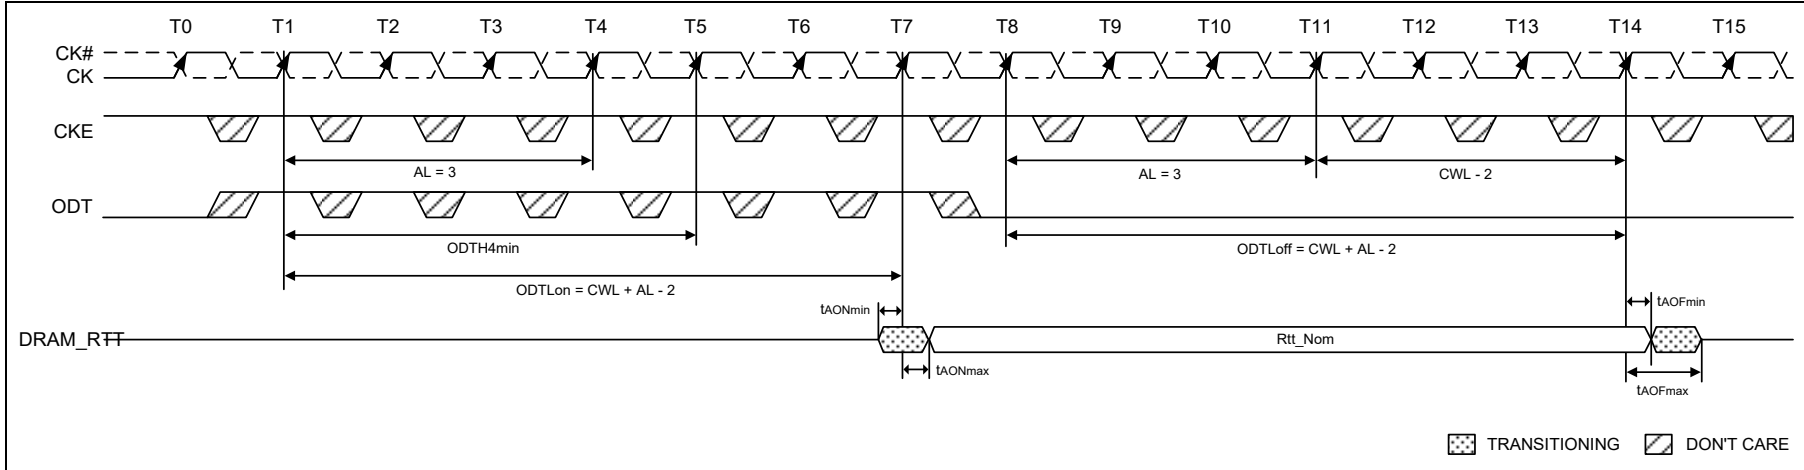 T0 T1 T2 T3 T4 T5 T6 T7 T8 T9 T10 T11 T12 T13 T14 T15
CK#
CK
CKE
AL = 3
AL = 3
CWL - 2
ODT
ODTH4min
ODTLoff = CWL + AL - 2
ODTLon = CWL + AL - 2
tAONmin
tAOFmin
DRAM_RTT
Rtt_Nom
tAONmax
tAOFmax
TRANSITIONING
DON'T CARE